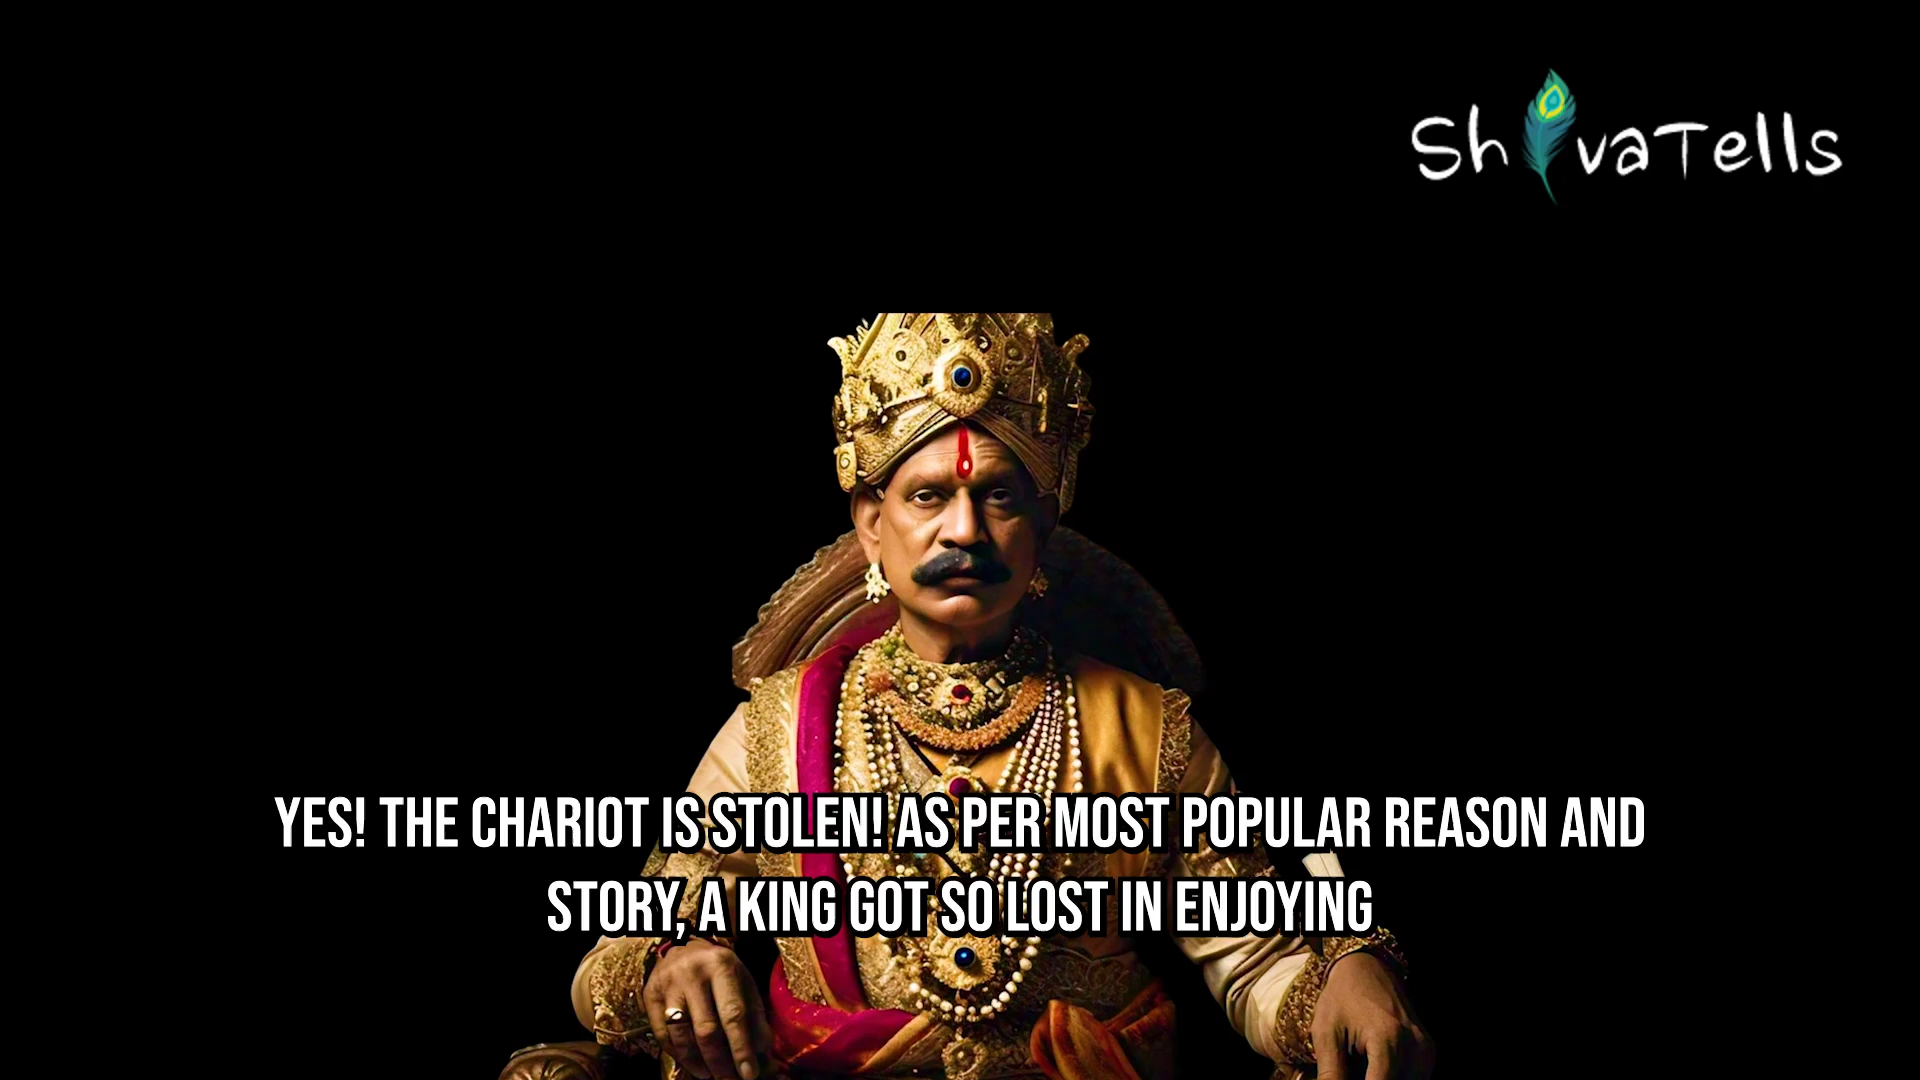 ShivaTells
YES! THE CHARIOT IS STOLEN! AS PER MOST POPULAR REASON AND
STORY, A KING GOT SO LOST IN ENJOYING